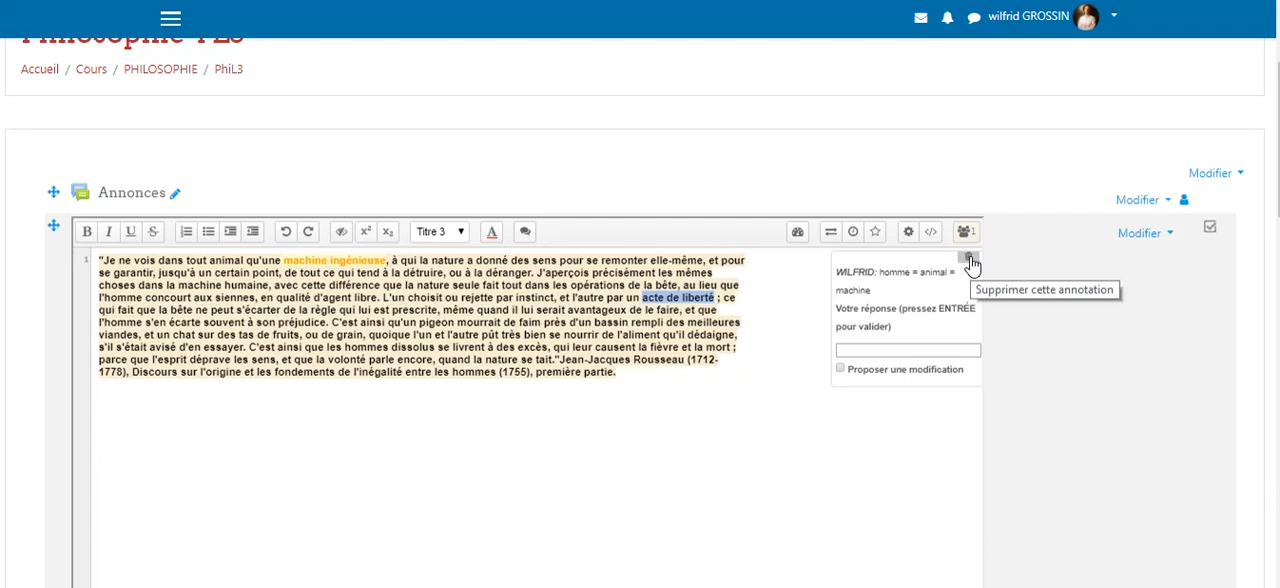 wilfrid GROSSIN
Philosophie TL3
Accueil / Cours / PHILOSOPHIE / PhiL3
Modifier
Annonces
Modifier
Modifier
B I U S Titre 3 A 1
1
"Je ne vois dans tout animal qu'une machine ingénieuse, à qui la nature a donné des sens pour se remonter elle-même, et pour
se garantir, jusqu'à un certain point, de tout ce qui tend à la détruire, ou à la déranger. J'aperçois précisément les mêmes
choses dans la machine humaine, avec cette différence que la nature seule fait tout dans les opérations de la bête, au lieu que
l'homme concourt aux siennes, en qualité d'agent libre. L'un choisit ou rejette par instinct, et l'autre par un acte de liberté ; ce
qui fait que la bête ne peut s'écarter de la règle qui lui est prescrite, même quand il lui serait avantageux de le faire, et que
l'homme s'en écarte souvent à son préjudice. C'est ainsi qu'un pigeon mourrait de faim près d'un bassin rempli des meilleures
viandes, et un chat sur des tas de fruits, ou de grain, quoique l'un et l'autre pût très bien se nourrir de l'aliment qu'il dédaigne,
s'il s'était avisé d'en essayer. C'est ainsi que les hommes dissolus se livrent à des excès, qui leur causent la fièvre et la mort ;
parce que l'esprit déprave les sens, et que la volonté parle encore, quand la nature se tait."Jean-Jacques Rousseau (1712-
1778), Discours sur l'origine et les fondements de l'inégalité entre les hommes (1755), première partie.
WILFRID: homme = animal =
machine
Supprimer cette annotation
Votre réponse (pressez ENTRÉE
pour valider)
Proposer une modification